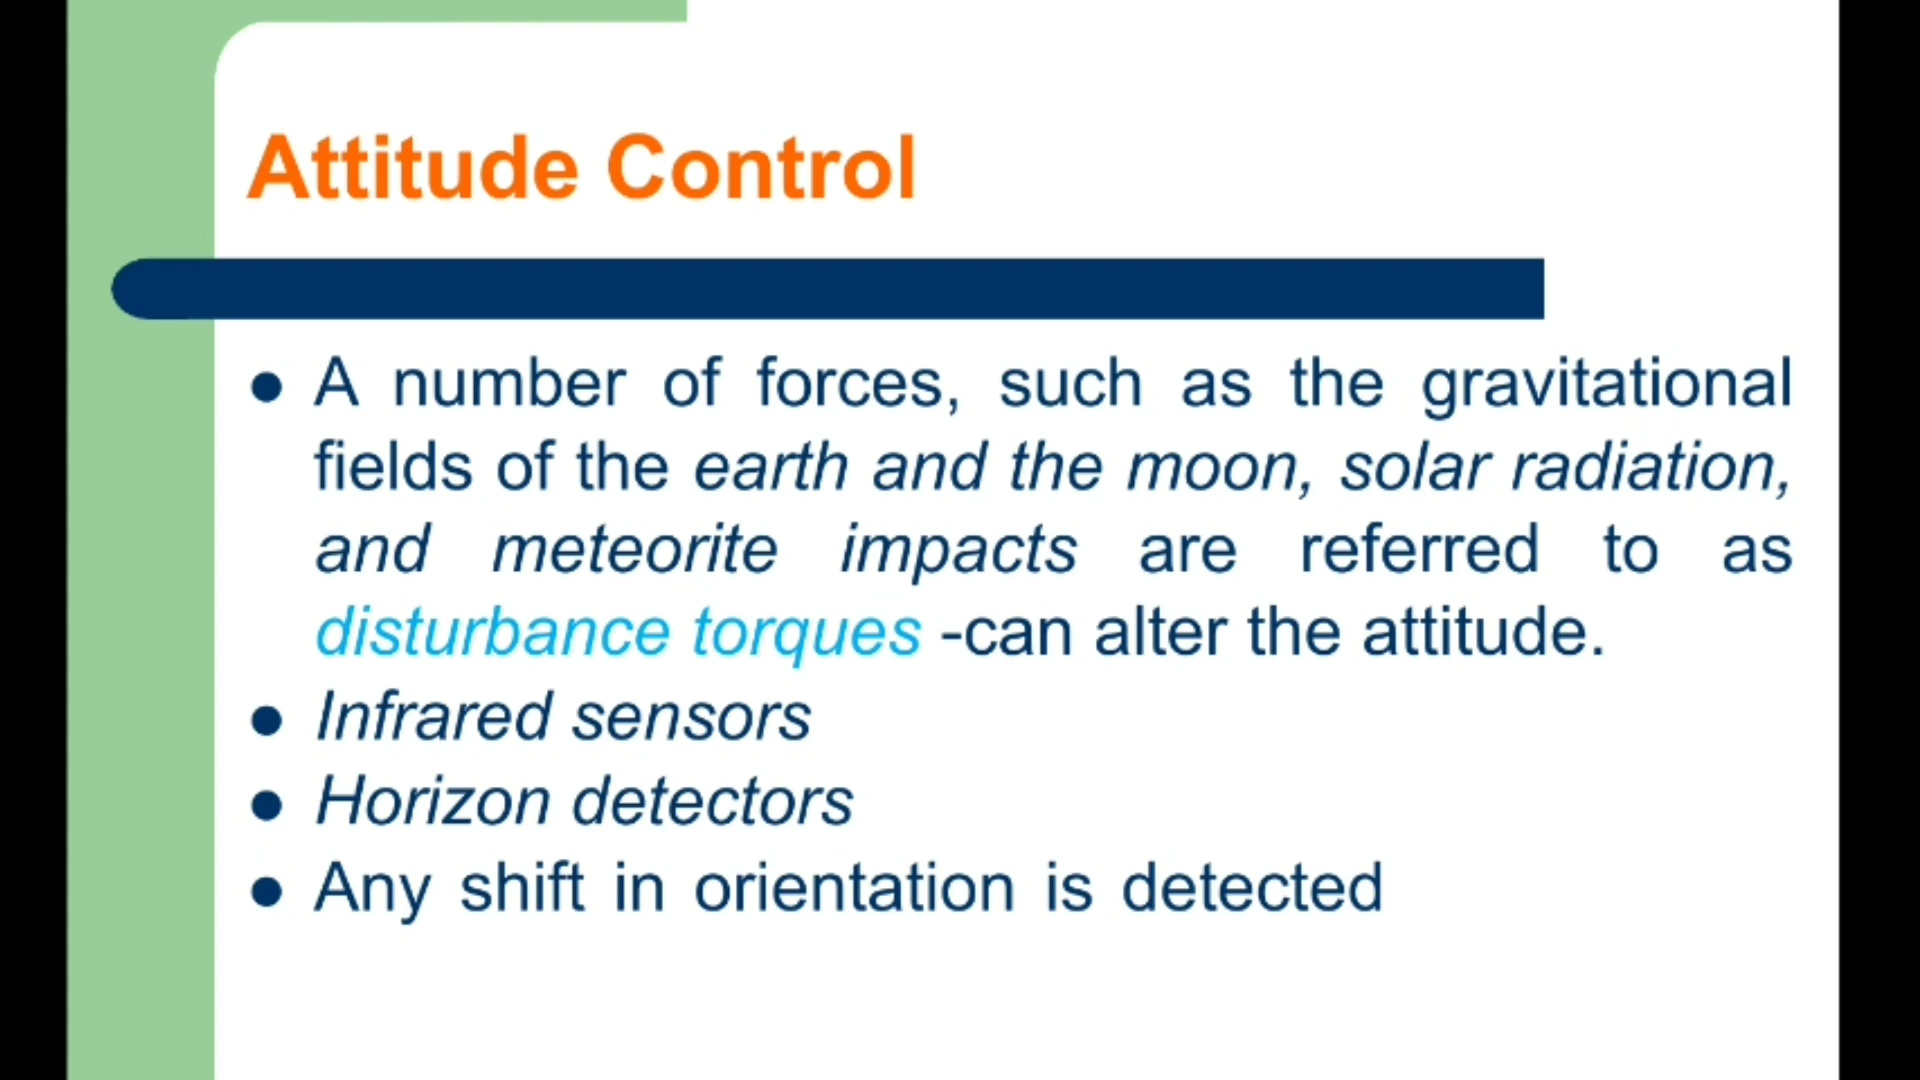 Attitude Control
● A number of forces, such as the gravitational
fields of the earth and the moon, solar radiation,
and meteorite impacts are referred to as
disturbance torques -can alter the attitude.
● Infrared sensors
● Horizon detectors
● Any shift in orientation is detected